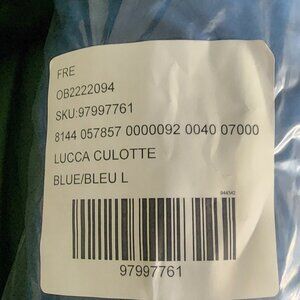 FRE
OB2222094
SKU:97997761
8144 057857 0000092 0040 07000
LUCCA CULOTTE
BLUE/BLEU L
97997761